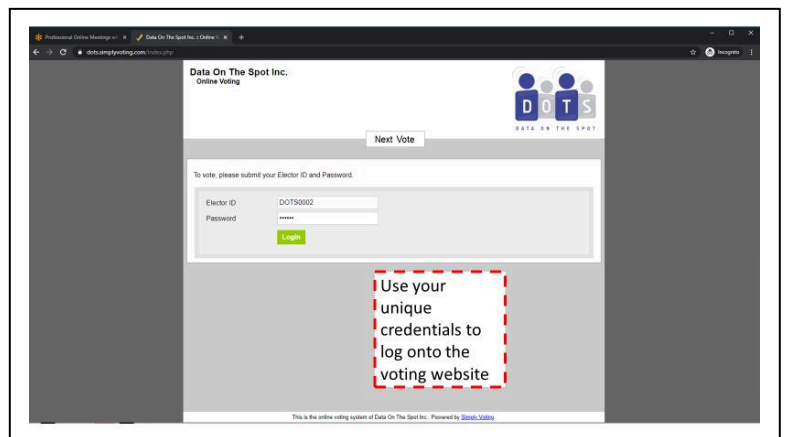 Professional Online Meetings wi
Data On The Spot Inc. :: Online V
dots.simplyvoting.com/index.php
Incognito
Data On The Spot Inc.
Online Voting
DOTS
DATA ON THE SPOT
Next Vote
To vote, please submit your Elector ID and Password.
Elector ID
DOTS0002
Password
••••••
Login
Use your
unique
credentials to
log onto the
voting website
This is the online voting system of Data On The Spot Inc. Powered by Simply Voting.